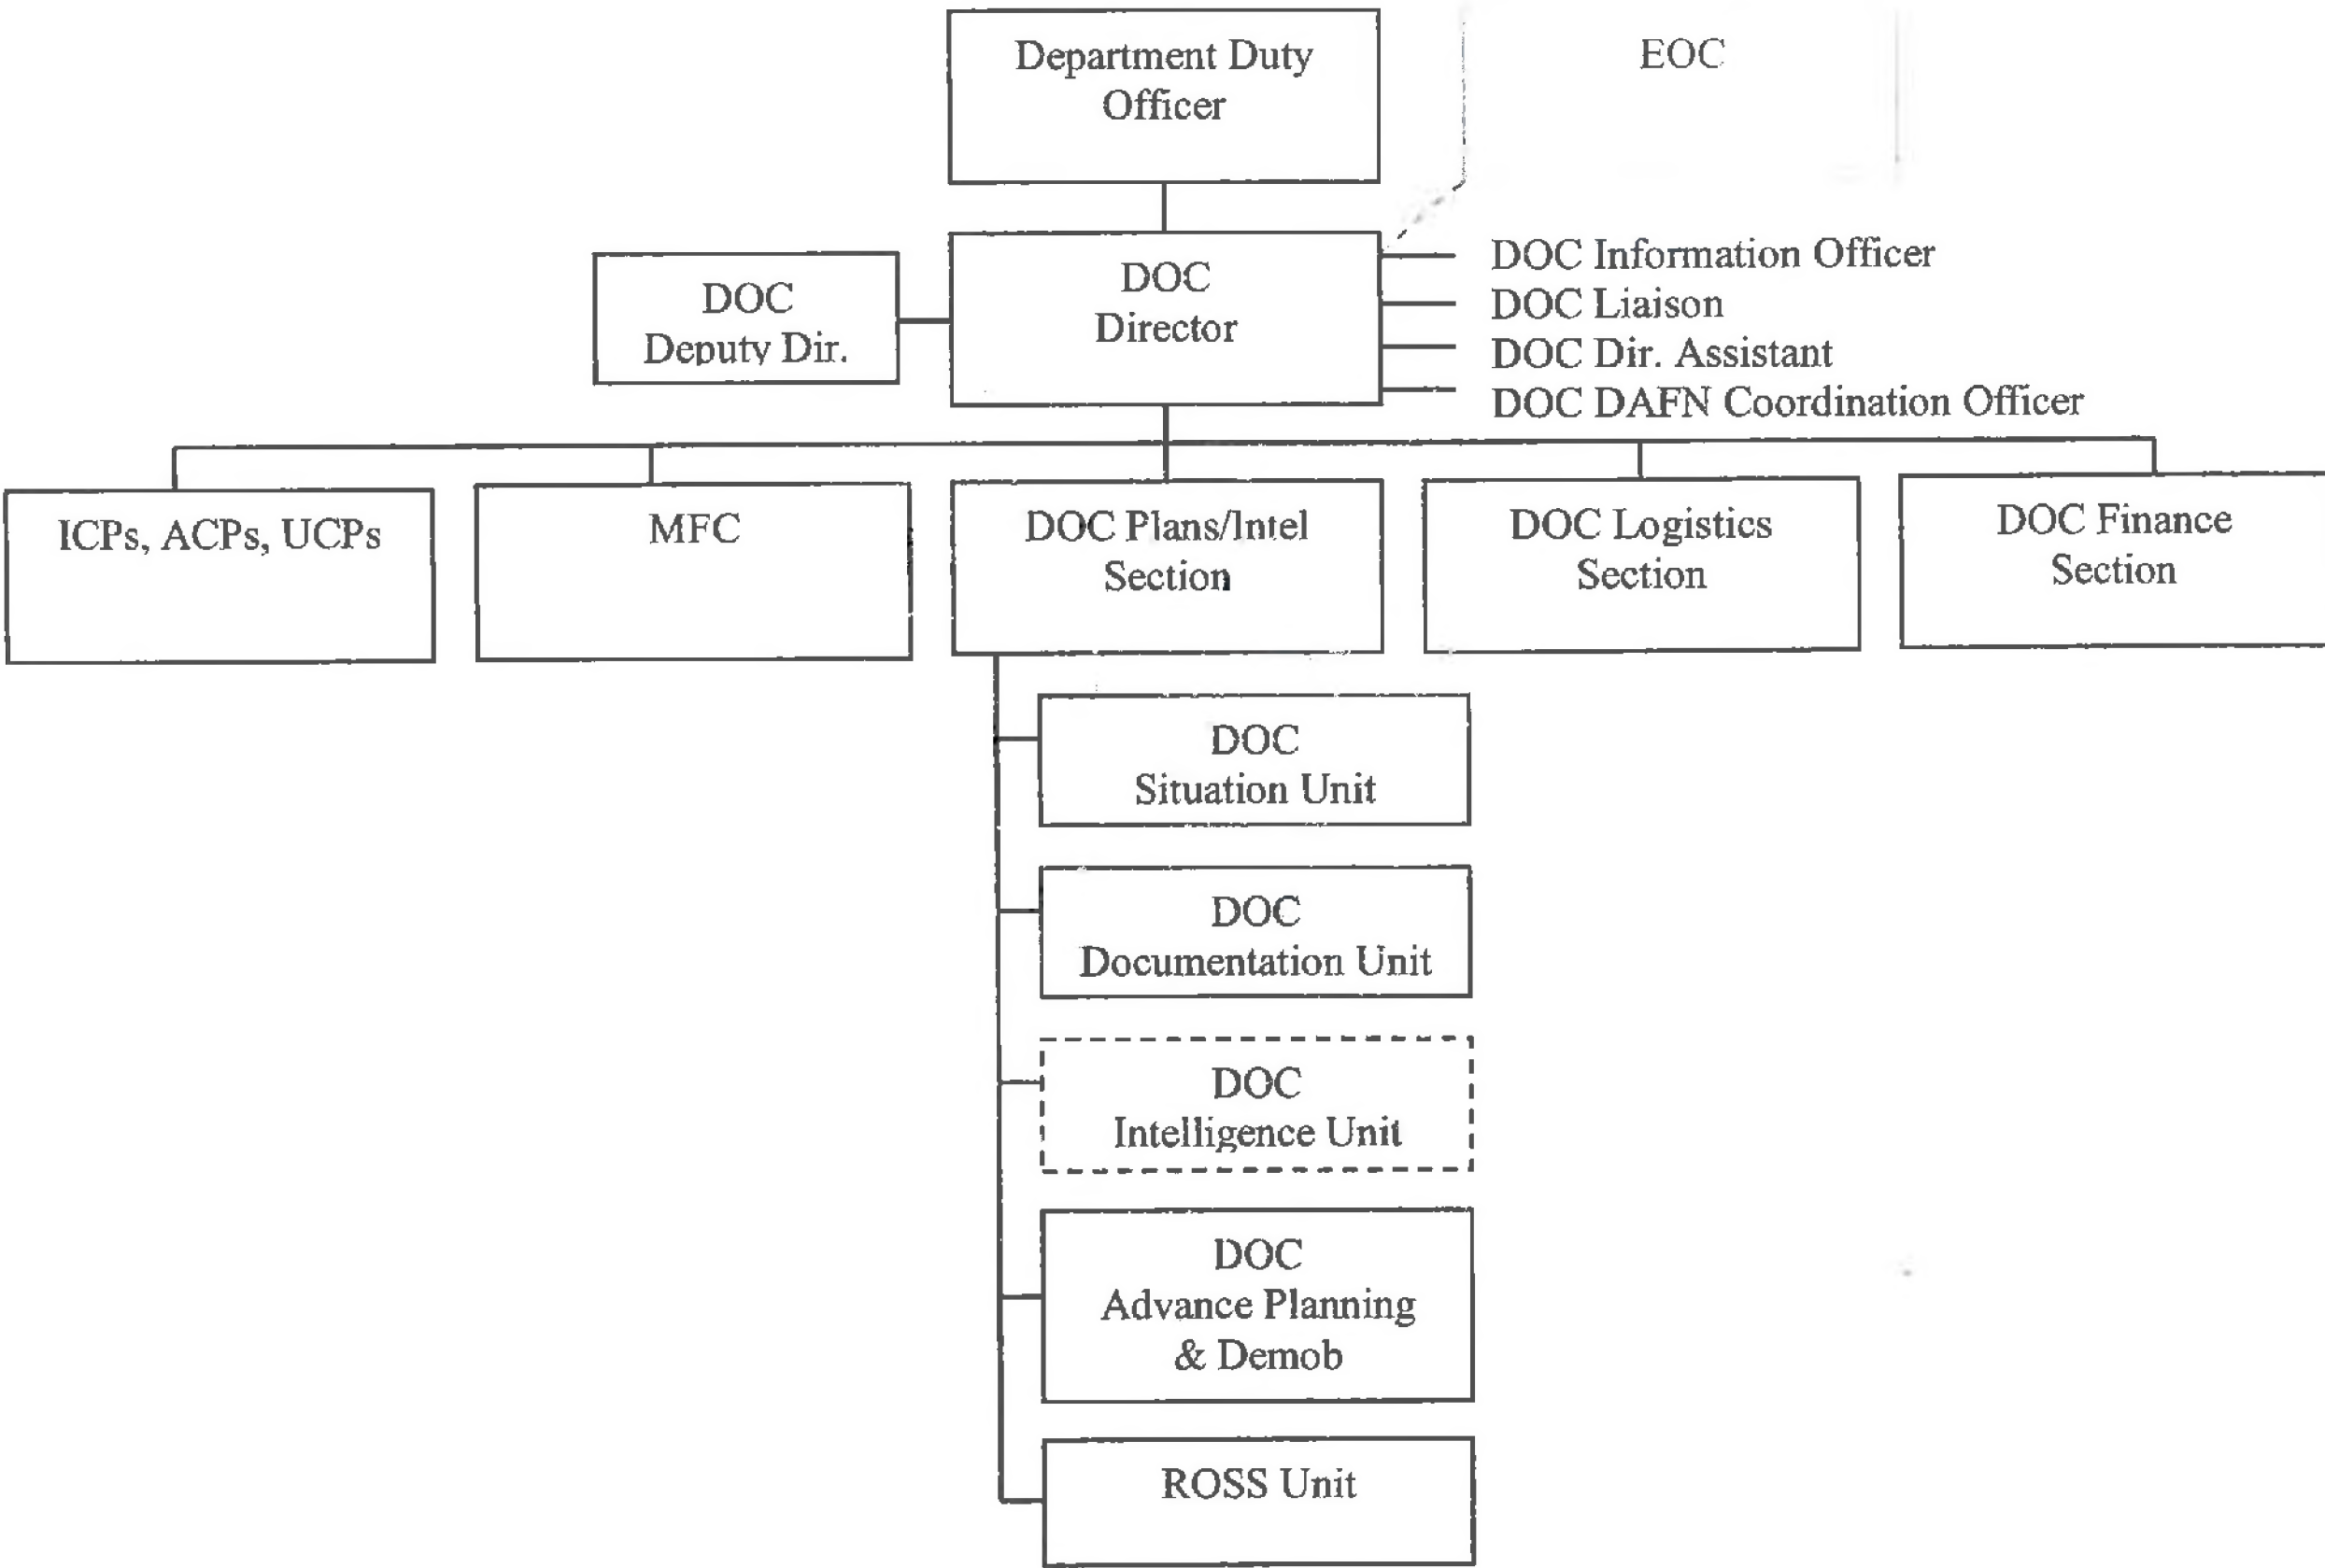 Department Duty
Officer
EOC
DOC
Deputy Dir.
DOC
Director
DOC Information Officer
DOC Liaison
DOC Dir. Assistant
DOC DAFN Coordination Officer
ICPs, ACPs, UCPs
MFC
DOC Plans/Intel
Section
DOC Logistics
Section
DOC Finance
Section
DOC
Situation Unit
DOC
Documentation Unit
DOC
Intelligence Unit
DOC
Advance Planning
& Demob
ROSS Unit